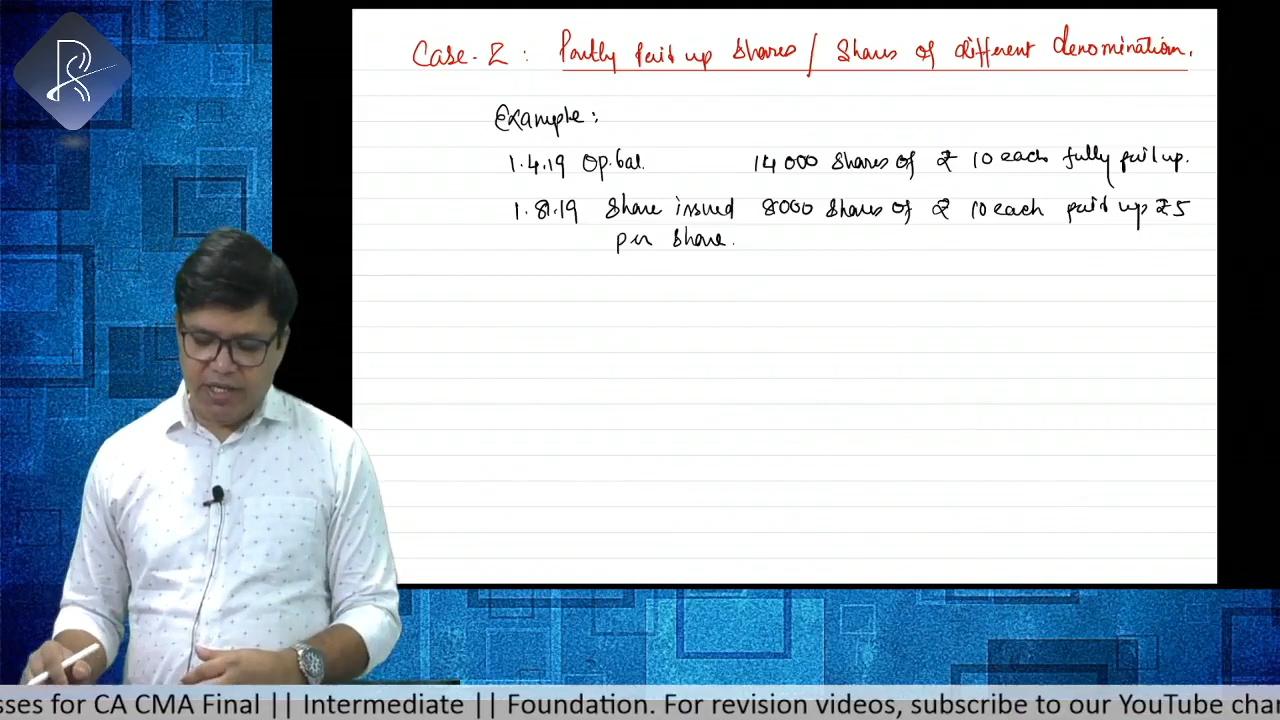 Case-2: Partly paid up Shares / Shares of different denomination.
Example:
1.4.19 Op. bal. 14000 Shares of ₹ 10 each fully paid up.
1.8.19 Share issued 8000 Shares of ₹ 10 each paid up ₹5
per Share.
sses for CA CMA Final || Intermediate || Foundation. For revision videos, subscribe to our YouTube chan